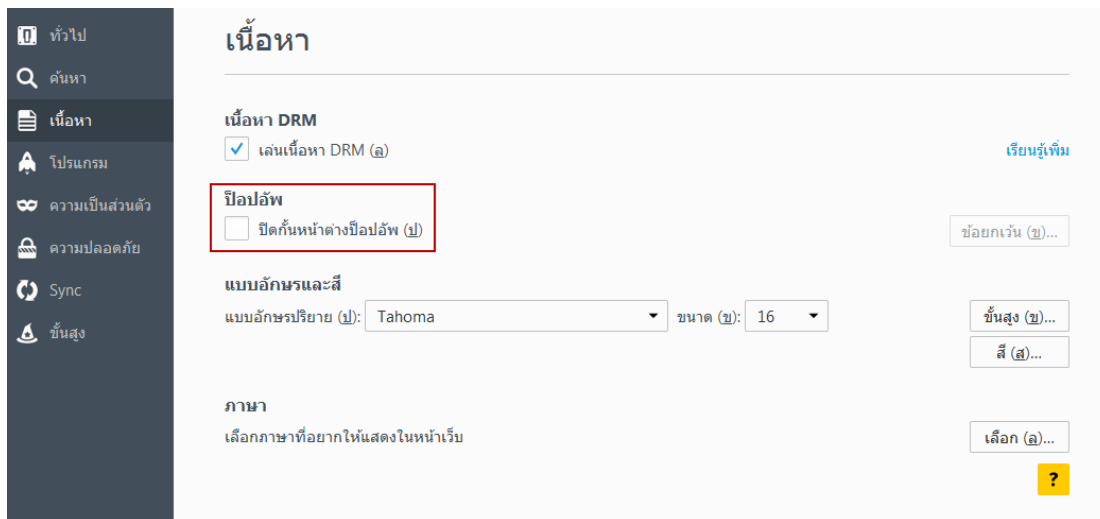 ทั่วไป
ค้นหา
เนื้อหา
โปรแกรม
ความเป็นส่วนตัว
ความปลอดภัย
Sync
ขั้นสูง
เนื้อหา
เนื้อหา DRM
เล่นเนื้อหา DRM (ล)
เรียนรู้เพิ่ม
ป็อปอัพ
ปิดกั้นหน้าต่างป็อปอัพ (ป)
ข้อยกเว้น (ข)...
แบบอักษรและสี
แบบอักษรปริยาย (ป): Tahoma ขนาด (ข): 16
ขั้นสูง (ข)...
สี (ส)...
ภาษา
เลือกภาษาที่อยากให้แสดงในหน้าเว็บ
เลือก (ล)...
?